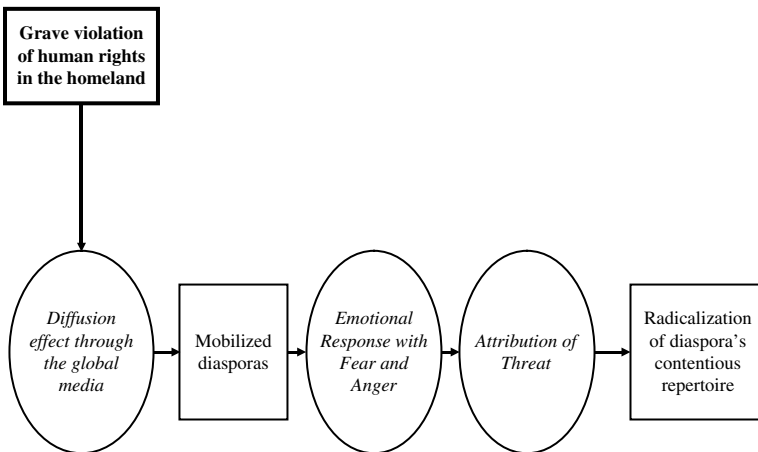 Grave violation
of human rights
in the homeland
Diffusion
effect through
the global
media
Mobilized
diasporas
Emotional
Response with
Fear and
Anger
Attribution of
Threat
Radicalization
of diaspora’s
contentious
repertoire